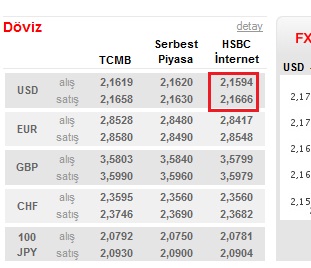 Döviz
detay
TCMB Serbest Piyasa HSBC İnternet
USD alış 2,1619 2,1620 2,1594
satış 2,1658 2,1630 2,1666
EUR alış 2,8528 2,8480 2,8417
satış 2,8580 2,8490 2,8548
GBP alış 3,5803 3,5840 3,5799
satış 3,5990 3,5960 3,5979
CHF alış 2,3595 2,3560 2,3560
satış 2,3746 2,3690 2,3682
100 JPY alış 2,0792 2,0750 2,0781
satış 2,0930 2,0900 2,0904
FX
USD
2,17
2,16
2,16
2,15